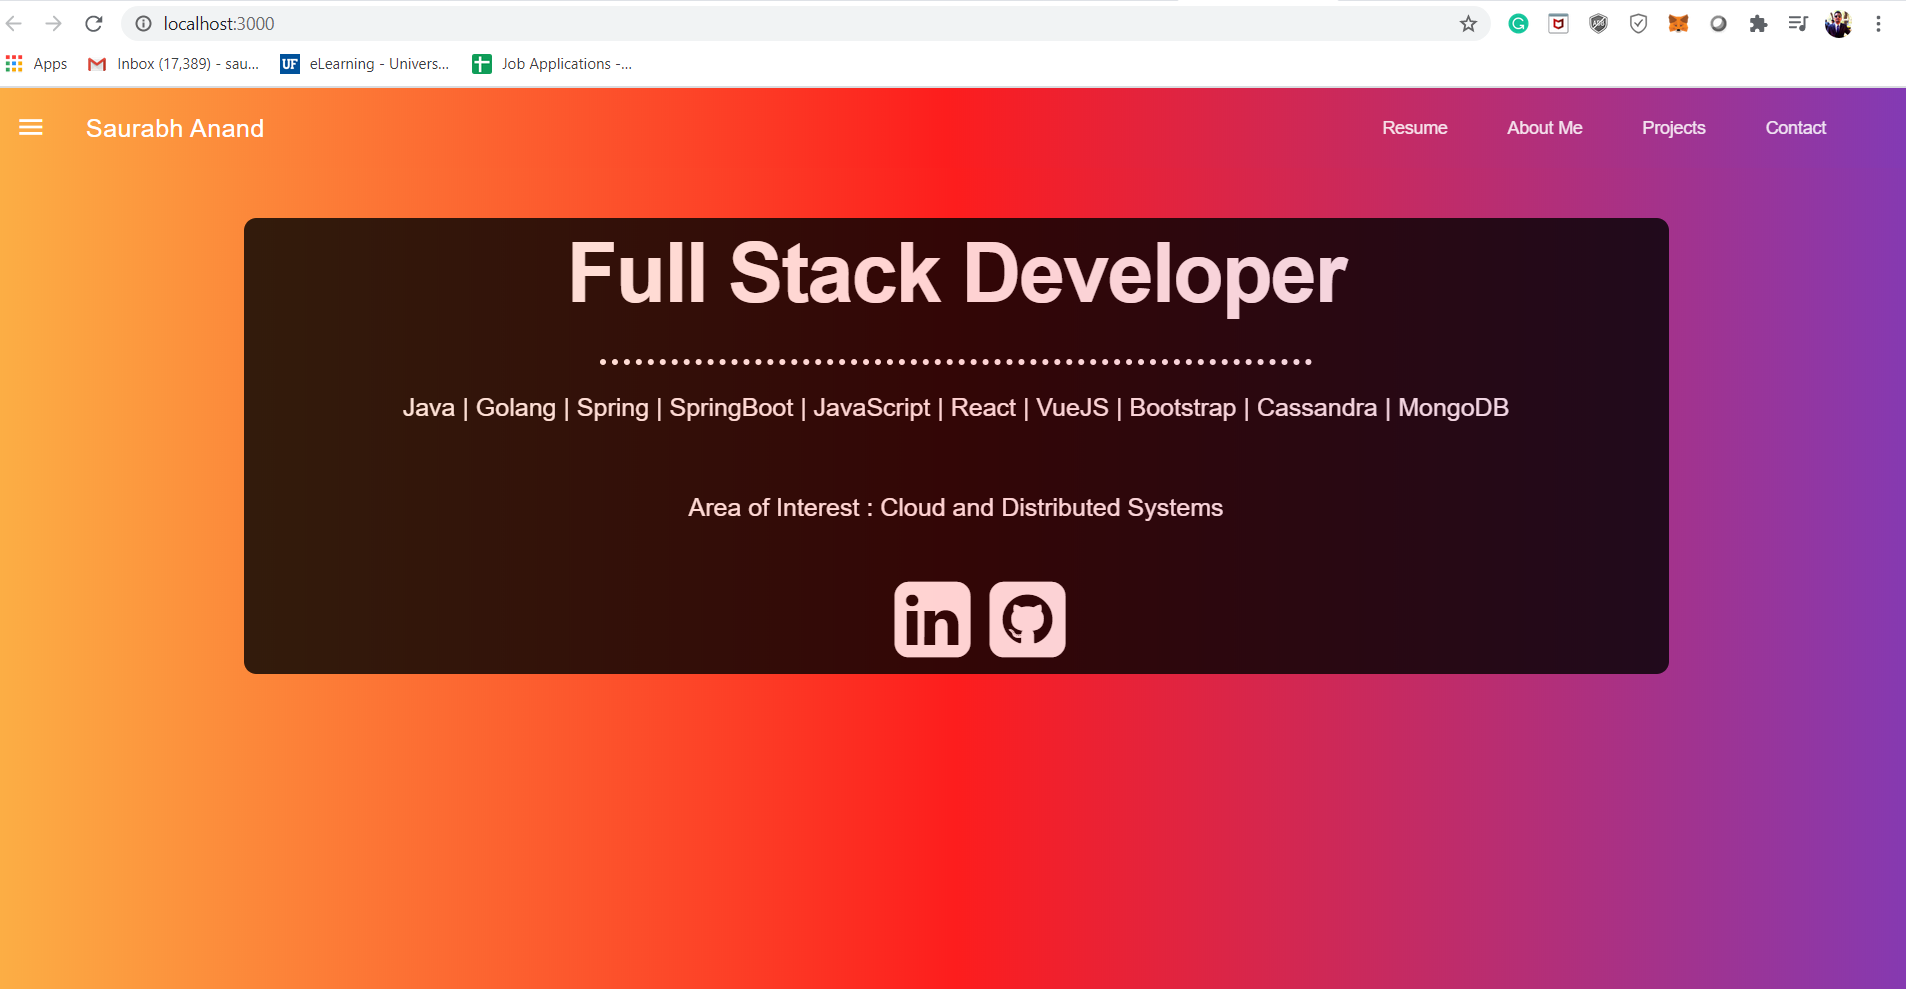 localhost:3000
Apps
Inbox (17,389) - sau...
UF
eLearning - Univers...
Job Applications -...
Saurabh Anand
Resume
About Me
Projects
Contact
Full Stack Developer
Java | Golang | Spring | SpringBoot | JavaScript | React | VueJS | Bootstrap | Cassandra | MongoDB
Area of Interest : Cloud and Distributed Systems
in